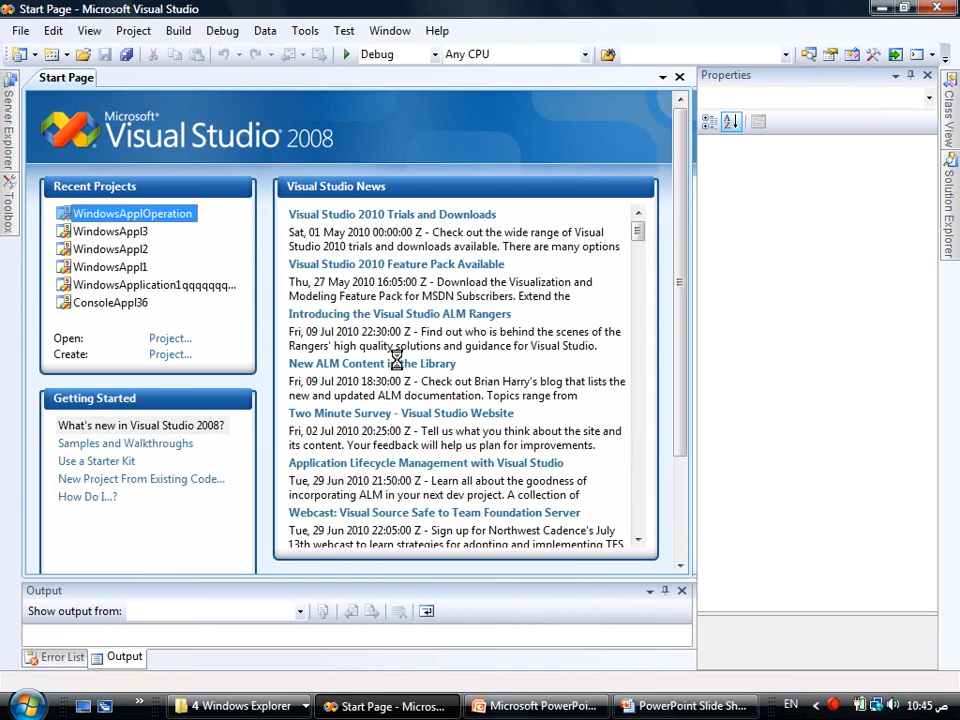 Start Page - Microsoft Visual Studio
File Edit View Project Build Debug Data Tools Test Window Help
Debug Any CPU
Server Explorer
Toolbox
Start Page
Microsoft®
Visual Studio 2008
Recent Projects
WindowsApplOperation
WindowsAppl3
WindowsAppl2
WindowsAppl1
WindowsApplication1qqqqqqq...
ConsoleAppl36
Open: Project...
Create: Project...
Getting Started
What's new in Visual Studio 2008?
Samples and Walkthroughs
Use a Starter Kit
New Project From Existing Code...
How Do I...?
Visual Studio News
Visual Studio 2010 Trials and Downloads
Sat, 01 May 2010 00:00:00 Z - Check out the wide range of Visual
Studio 2010 trials and downloads available. There are many options
Visual Studio 2010 Feature Pack Available
Thu, 27 May 2010 16:05:00 Z - Download the Visualization and
Modeling Feature Pack for MSDN Subscribers. Extend the
Introducing the Visual Studio ALM Rangers
Fri, 09 Jul 2010 22:30:00 Z - Find out who is behind the scenes of the
Rangers' high quality solutions and guidance for Visual Studio.
New ALM Content in the Library
Fri, 09 Jul 2010 18:30:00 Z - Check out Brian Harry's blog that lists the
new and updated ALM documentation. Topics range from
Two Minute Survey - Visual Studio Website
Fri, 02 Jul 2010 20:25:00 Z - Tell us what you think about the site and
its content. Your feedback will help us plan for improvements.
Application Lifecycle Management with Visual Studio
Tue, 29 Jun 2010 21:50:00 Z - Learn all about the goodness of
incorporating ALM in your next dev project. A collection of
Webcast: Visual Source Safe to Team Foundation Server
Tue, 29 Jun 2010 22:05:00 Z - Sign up for Northwest Cadence's July
13th webcast to learn strategies for adopting and implementing TFS
Properties
Class View
Solution Explorer
Output
Show output from:
Error List Output
4 Windows Explorer
Start Page - Micros...
Microsoft PowerPoi...
PowerPoint Slide Sh...
EN
10:45 ص